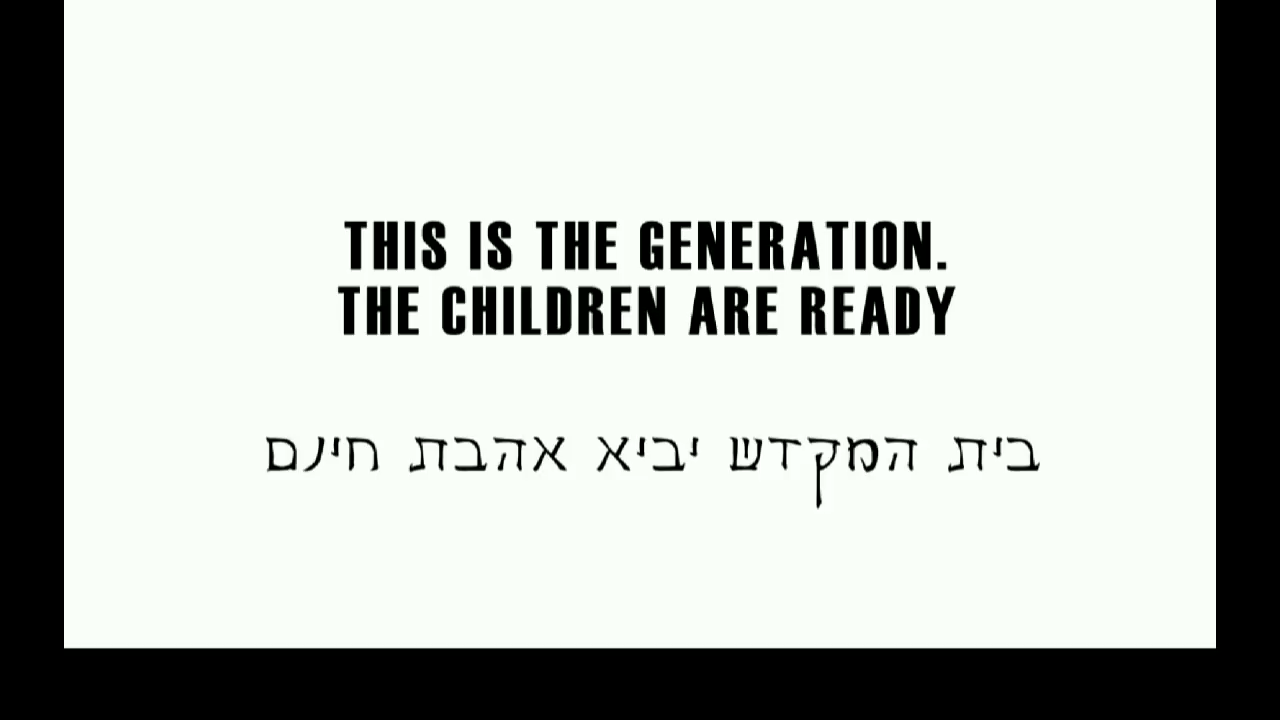 THIS IS THE GENERATION.
THE CHILDREN ARE READY
בית המקדש יביא אהבת חינם